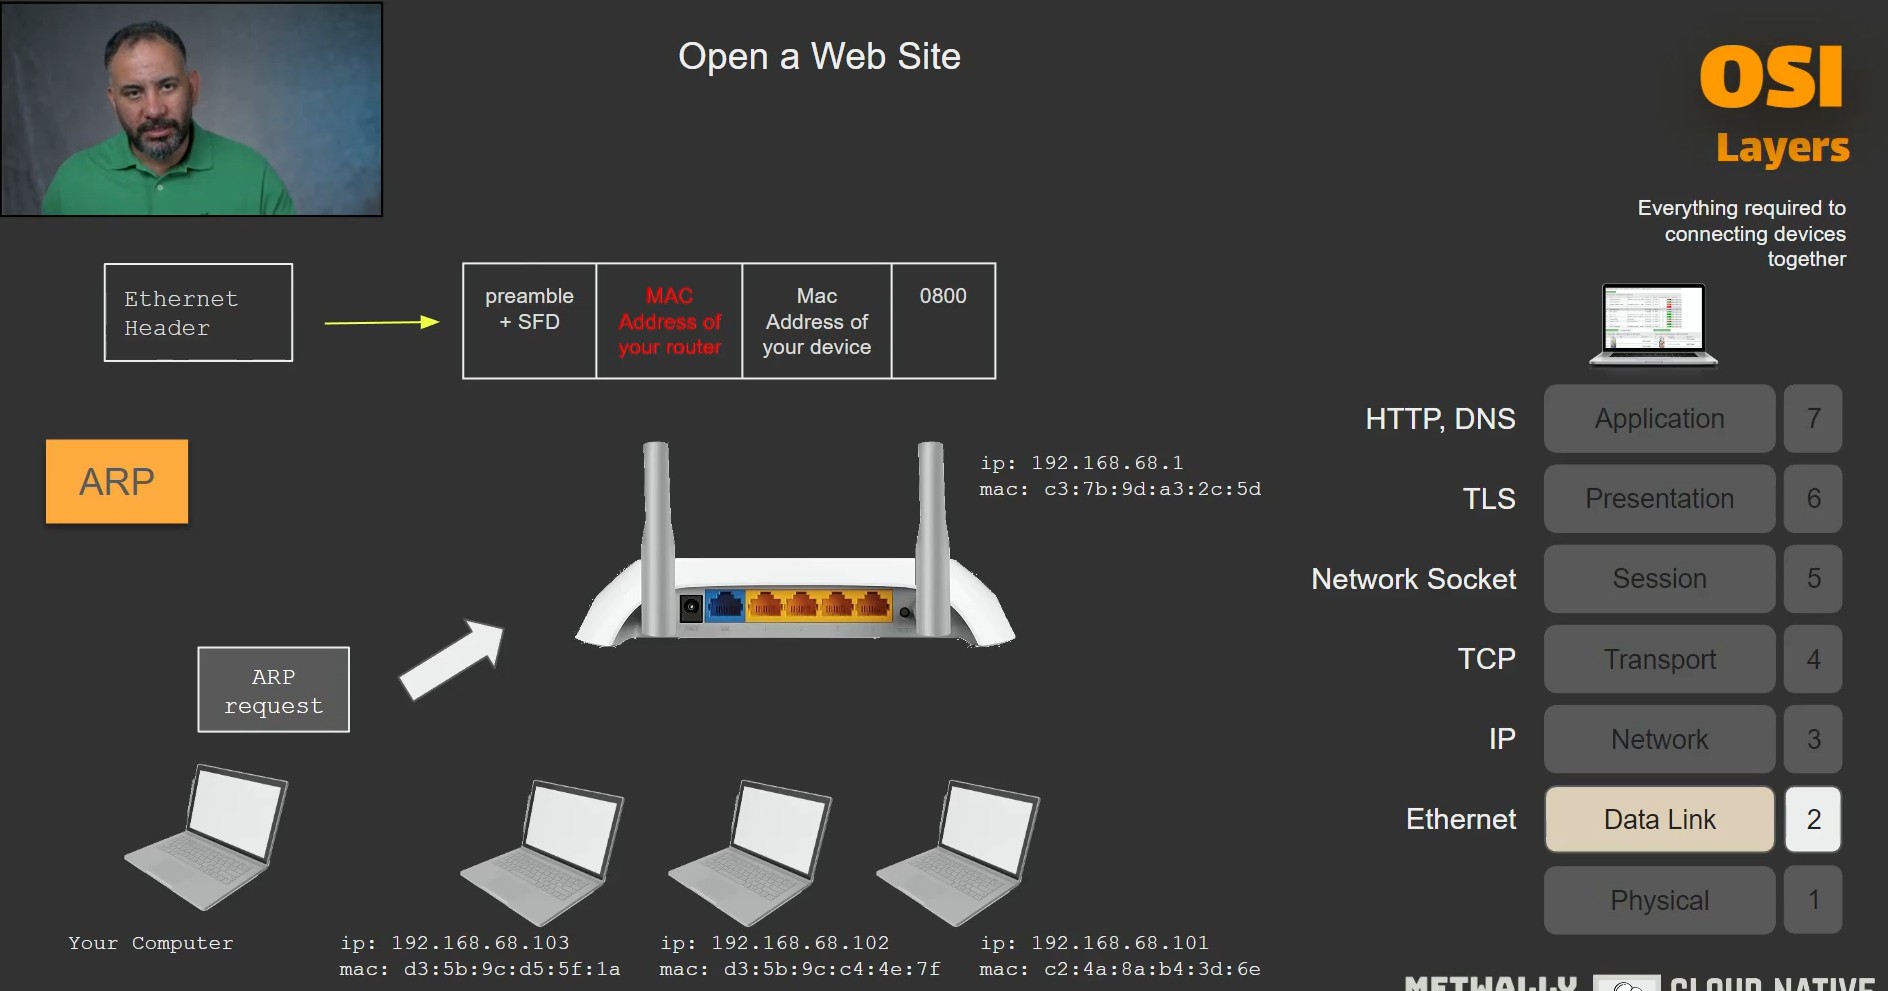 Open a Web Site
OSI
Layers
Everything required to
connecting devices
together
Ethernet
Header
preamble
+ SFD
MAC
Address of
your router
Mac
Address of
your device
0800
ARP
ip: 192.168.68.1
mac: c3:7b:9d:a3:2c:5d
ARP
request
Your Computer
ip: 192.168.68.103
mac: d3:5b:9c:d5:5f:1a
ip: 192.168.68.102
mac: d3:5b:9c:c4:4e:7f
ip: 192.168.68.101
mac: c2:4a:8a:b4:3d:6e
HTTP, DNS Application 7
TLS Presentation 6
Network Socket Session 5
TCP Transport 4
IP Network 3
Ethernet Data Link 2
Physical 1
METWALLY CLOUD NATIVE